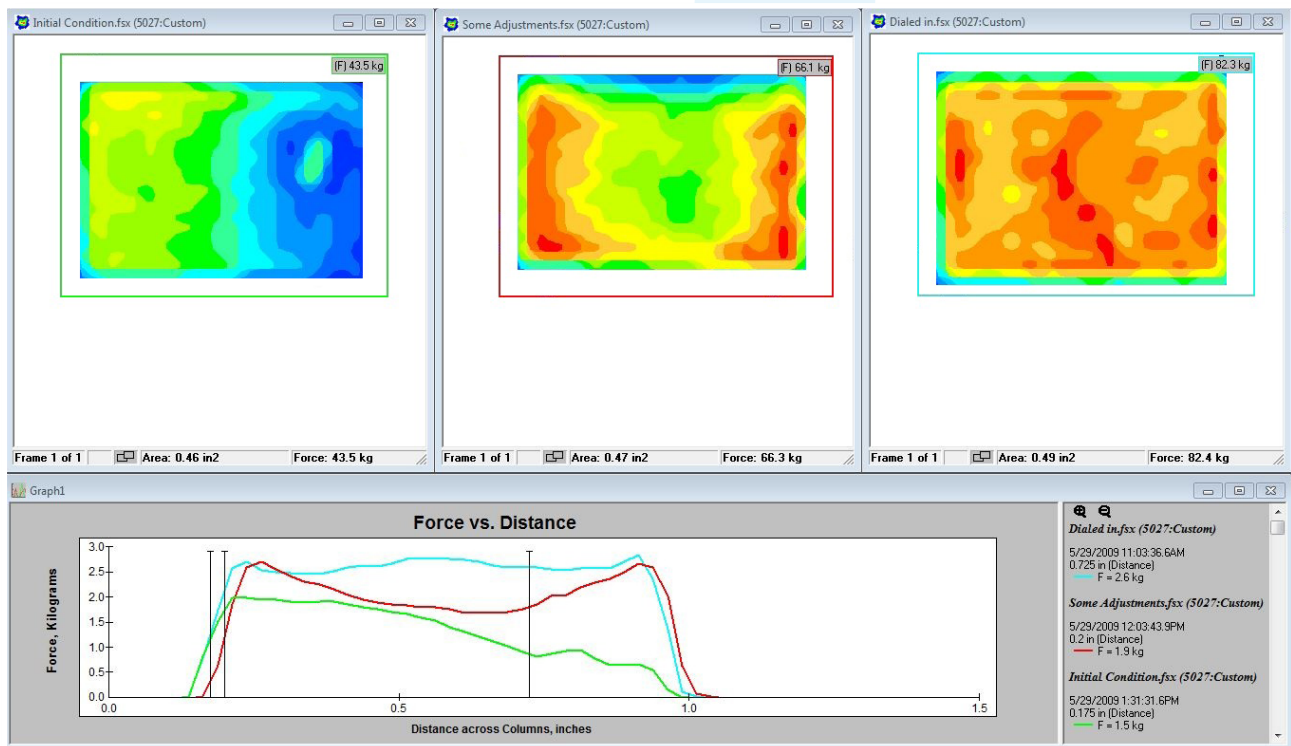 Initial Condition.fsx (5027:Custom)
(F) 43.5 kg
Frame 1 of 1
Area: 0.46 in2
Force: 43.5 kg
Some Adjustments.fsx (5027:Custom)
(F) 66.1 kg
Frame 1 of 1
Area: 0.47 in2
Force: 66.3 kg
Dialed in.fsx (5027:Custom)
(F) 82.3 kg
Frame 1 of 1
Area: 0.49 in2
Force: 82.4 kg
Graph1
Force vs. Distance
Force, Kilograms
3.0
2.5
2.0
1.5
1.0
0.5
0.0
0.0
0.5
1.0
1.5
Distance across Columns, inches
Dialed in.fsx (5027:Custom)
5/29/2009 11:03:36.6AM
0.725 in (Distance)
F = 2.6 kg
Some Adjustments.fsx (5027:Custom)
5/29/2009 12:03:43.9PM
0.2 in (Distance)
F = 1.9 kg
Initial Condition.fsx (5027:Custom)
5/29/2009 1:31:31.6PM
0.175 in (Distance)
F = 1.5 kg